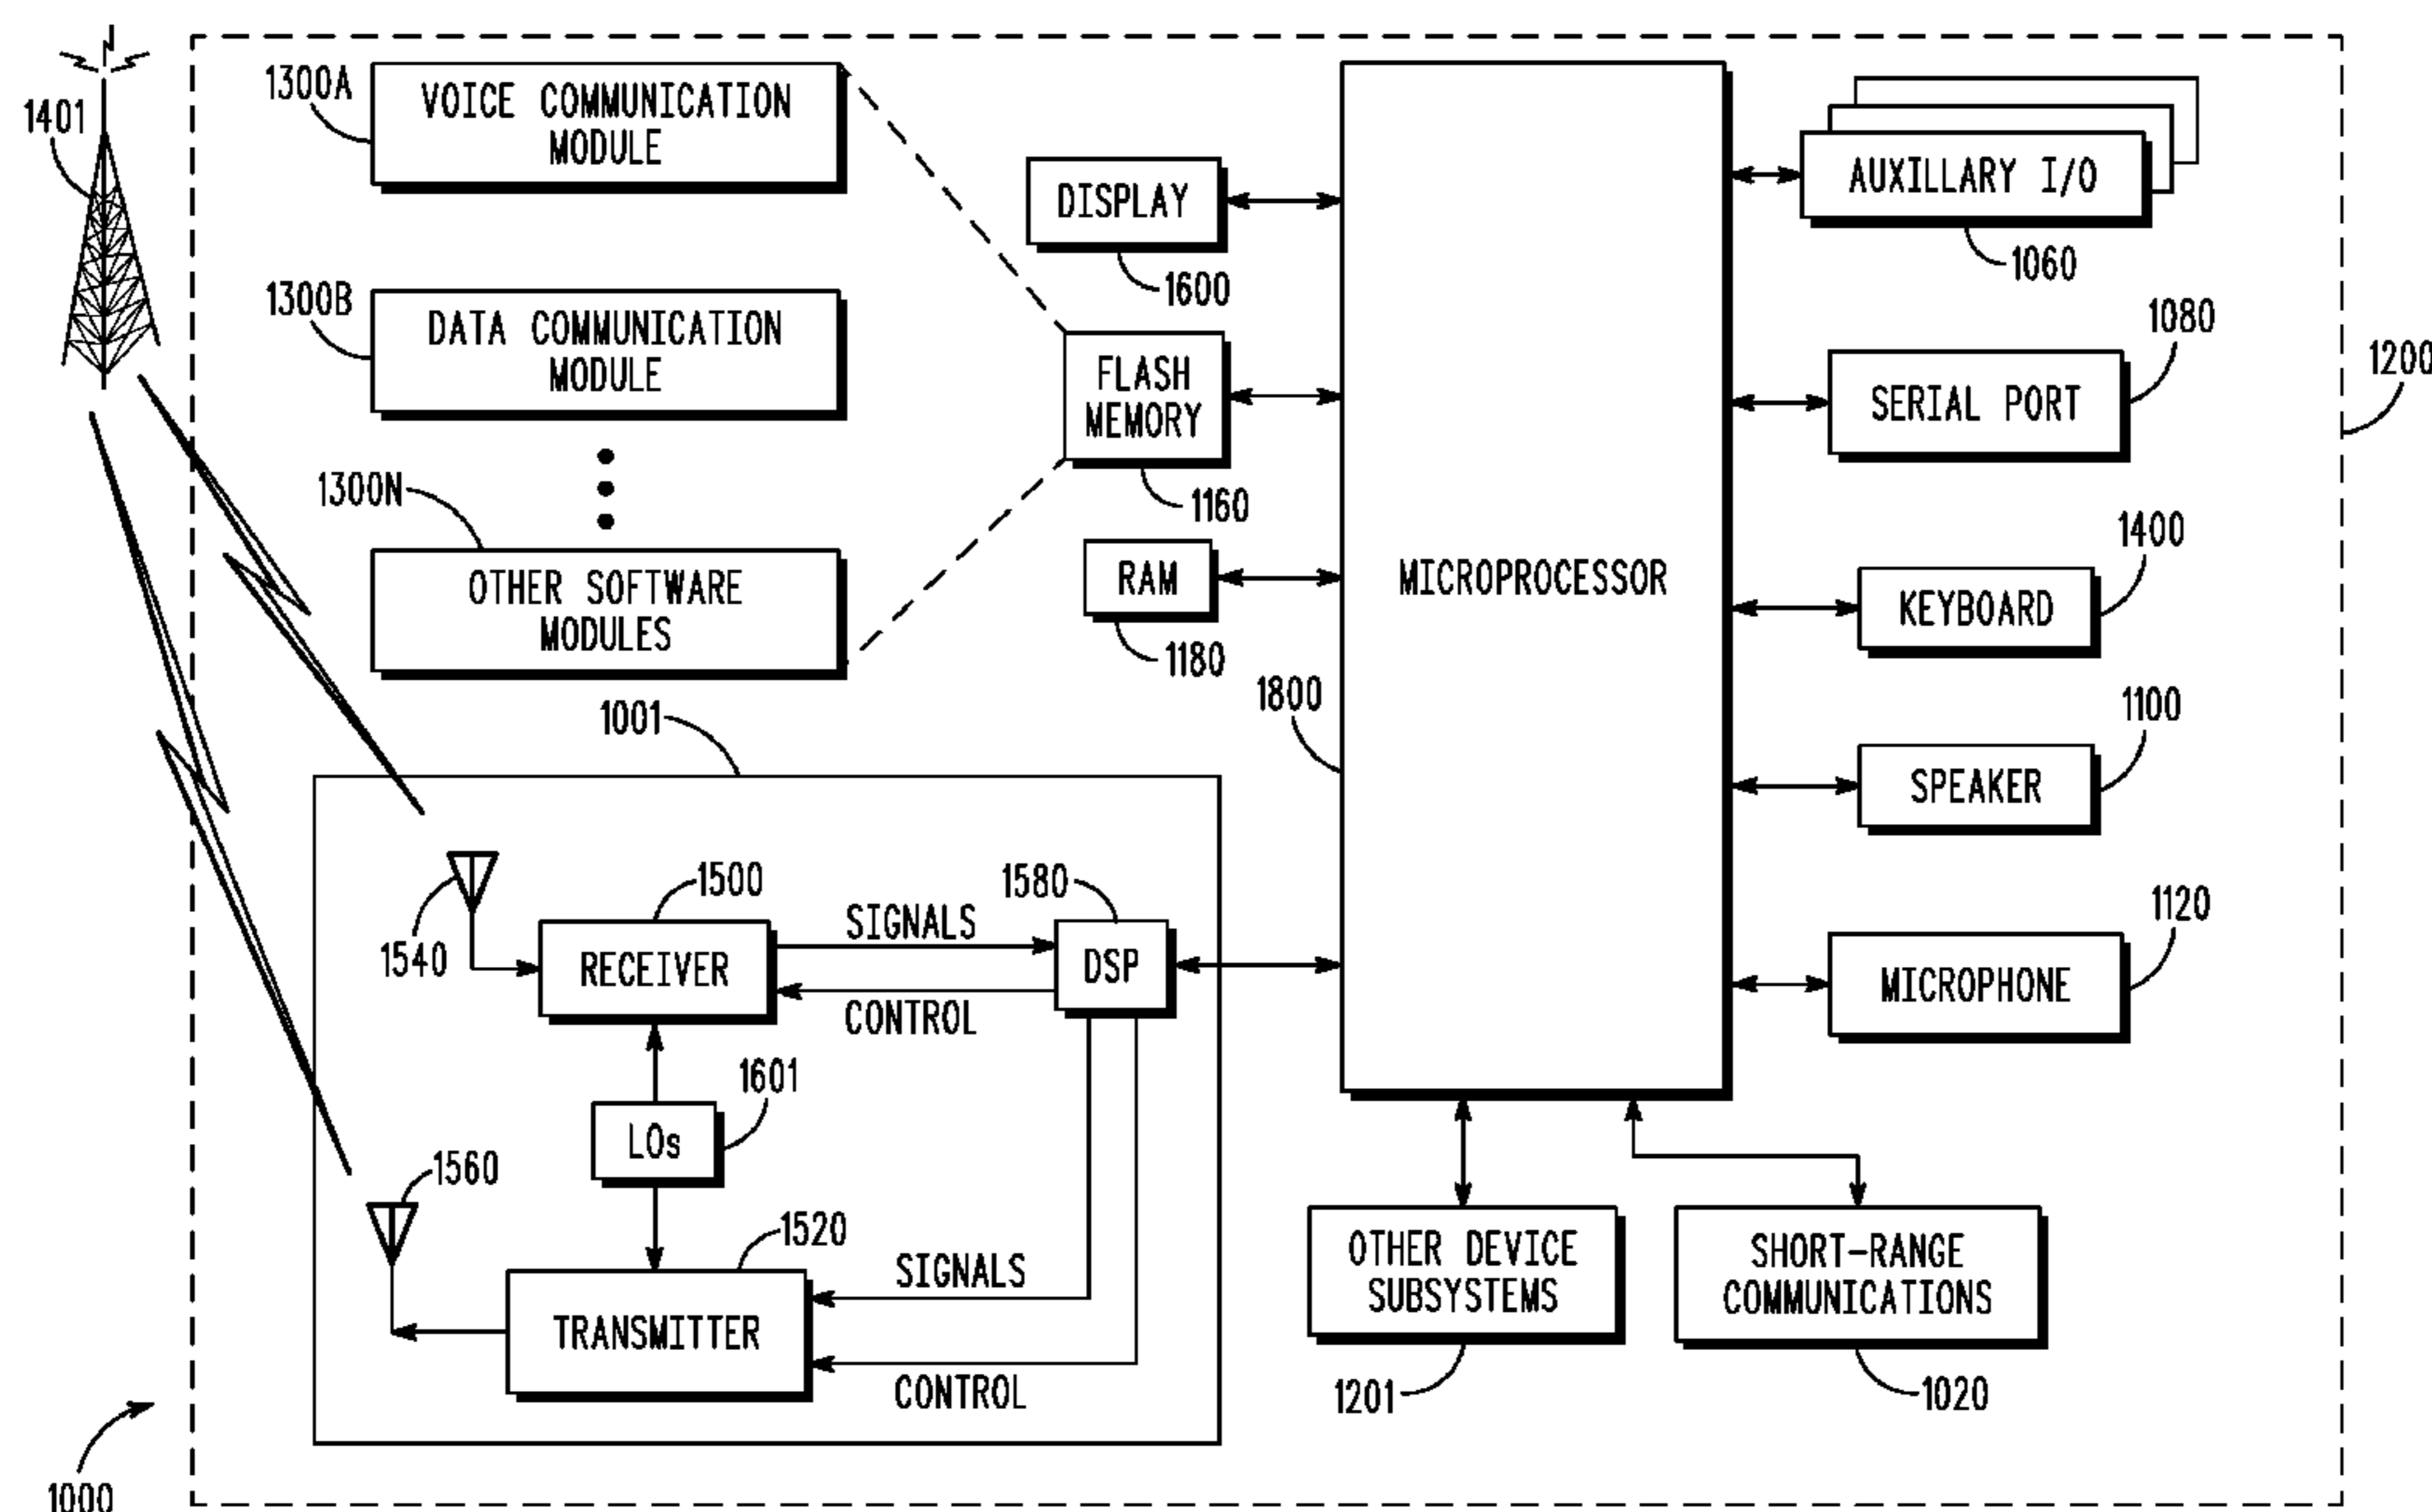 1401
1300A
VOICE COMMUNICATION
MODULE
1300B
DATA COMMUNICATION
MODULE
1300N
OTHER SOFTWARE
MODULES
DISPLAY
1600
FLASH
MEMORY
1160
RAM
1180
1800
MICROPROCESSOR
AUXILLARY I/O
1060
1080
SERIAL PORT
1200
1400
KEYBOARD
1100
SPEAKER
1120
MICROPHONE
1001
1540
1500
RECEIVER
SIGNALS
CONTROL
1580
DSP
1601
LOs
1560
1520
TRANSMITTER
SIGNALS
CONTROL
OTHER DEVICE
SUBSYSTEMS
1201
SHORT-RANGE
COMMUNICATIONS
1020
1000